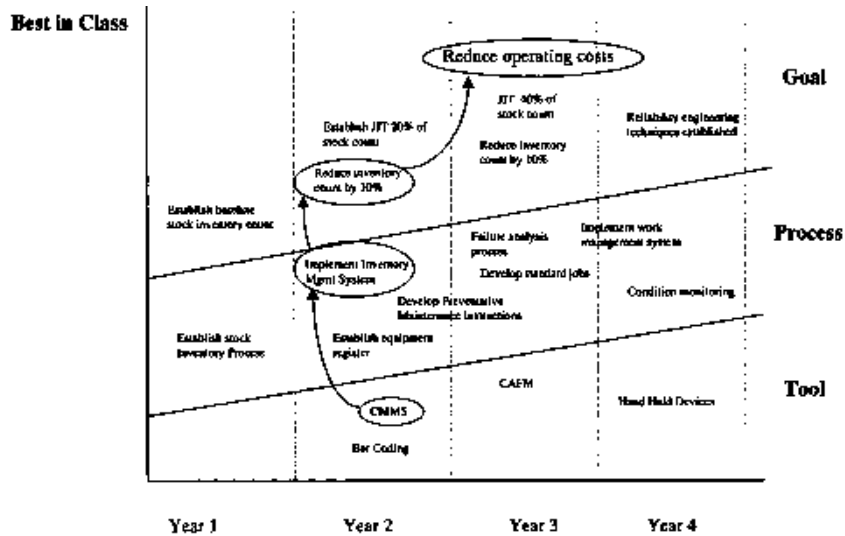 Best in Class
Reduce operating costs
Goal
JIT 40% of
stock count
Establish JIT 20% of
stock count
Reliability engineering
techniques established
Reduce inventory
count by
Reduce inventory
count by 10%
Establish baseline
stock inventory count
Process
Failure analysis
process
Implement work
management system
Implement Inventory
Mgmt System
Develop standard jobs
Condition monitoring
Develop Preventative
Maintenance instructions
Establish stock
Inventory Process
Establish equipment
register
Tool
CAFM
CMMS
Hand Held Devices
Bar Coding
Year 1
Year 2
Year 3
Year 4